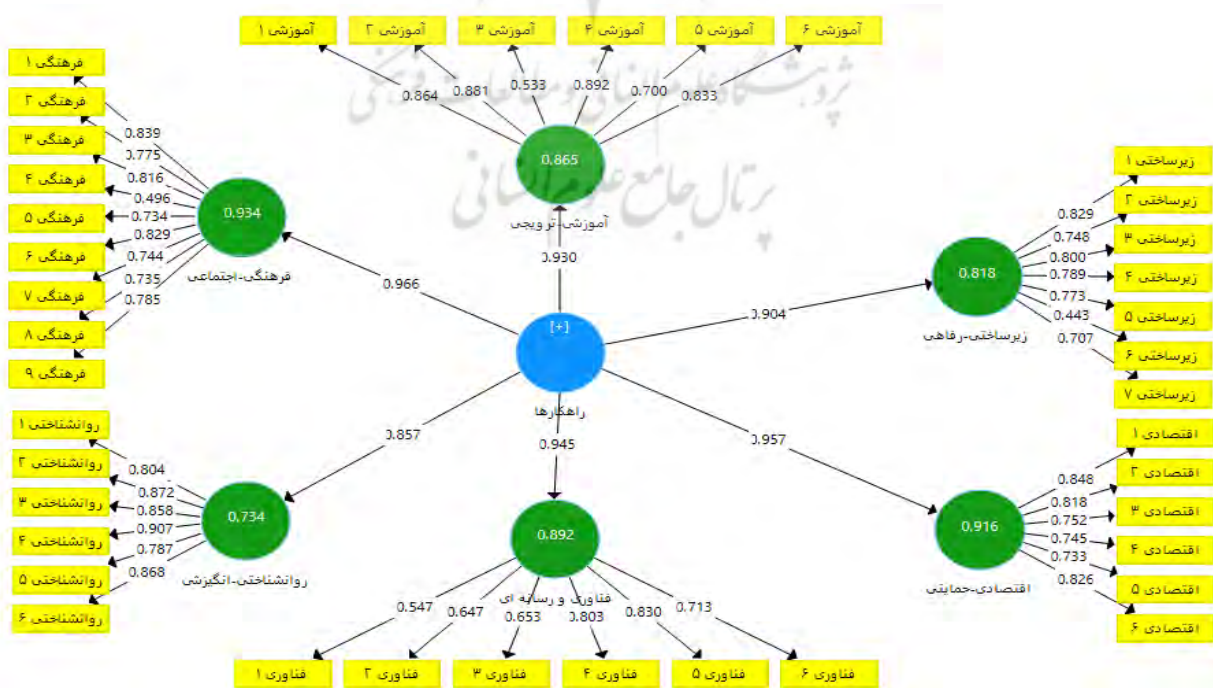 آموزشی ۱
آموزشی ۲
آموزشی ۳
آموزشی ۴
آموزشی ۵
آموزشی ۶
0.864
0.881
0.533
0.892
0.700
0.833
0.865
آموزشی-ترویجی
0.930
پژوهشگاه علوم انسانی و مطالعات فرهنگی
پرتال جامع علوم انسانی
فرهنگی ۱
فرهنگی ۲
فرهنگی ۳
فرهنگی ۴
فرهنگی ۵
فرهنگی ۶
فرهنگی ۷
فرهنگی ۸
فرهنگی ۹
0.839
0.775
0.816
0.496
0.734
0.829
0.744
0.735
0.785
0.934
فرهنگی-اجتماعی
0.966
زیرساختی ۱
زیرساختی ۲
زیرساختی ۳
زیرساختی ۴
زیرساختی ۵
زیرساختی ۶
زیرساختی ۷
0.829
0.748
0.800
0.789
0.773
0.443
0.707
0.818
زیرساختی-رفاهی
0.904
[+]
راهکارها
روانشناختی ۱
روانشناختی ۲
روانشناختی ۳
روانشناختی ۴
روانشناختی ۵
روانشناختی ۶
0.804
0.872
0.858
0.907
0.787
0.868
0.734
روانشناختی-انگیزشی
0.857
0.945
0.892
فناوری و رسانه ای
0.547
0.647
0.653
0.803
0.830
0.713
فناوری ۱
فناوری ۲
فناوری ۳
فناوری ۴
فناوری ۵
فناوری ۶
0.957
0.916
اقتصادی-حمایتی
0.848
0.818
0.752
0.745
0.733
0.826
اقتصادی ۱
اقتصادی ۲
اقتصادی ۳
اقتصادی ۴
اقتصادی ۵
اقتصادی ۶